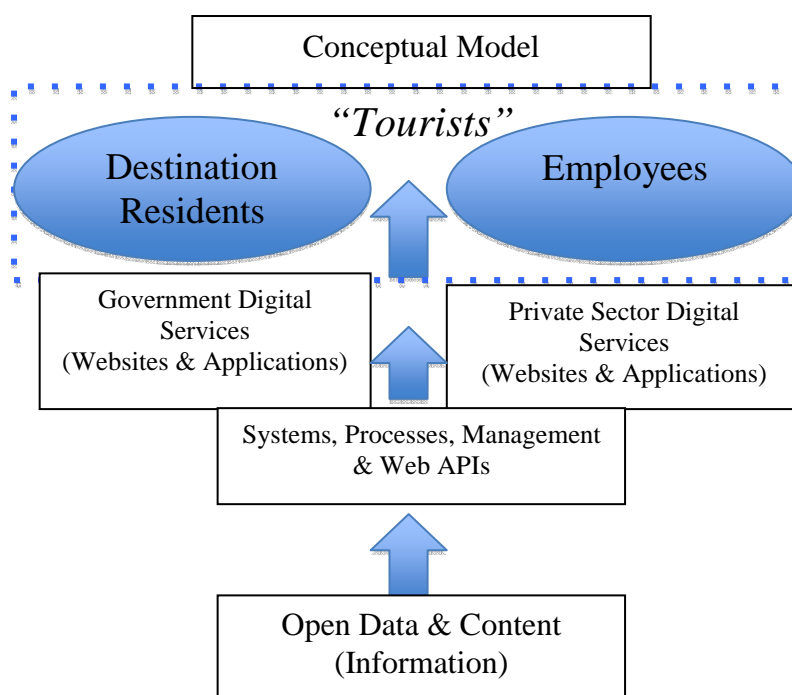 Conceptual Model
“Tourists”
Destination
Residents
Employees
Government Digital
Services
(Websites & Applications)
Private Sector Digital
Services
(Websites & Applications)
Systems, Processes, Management
& Web APIs
Open Data & Content
(Information)